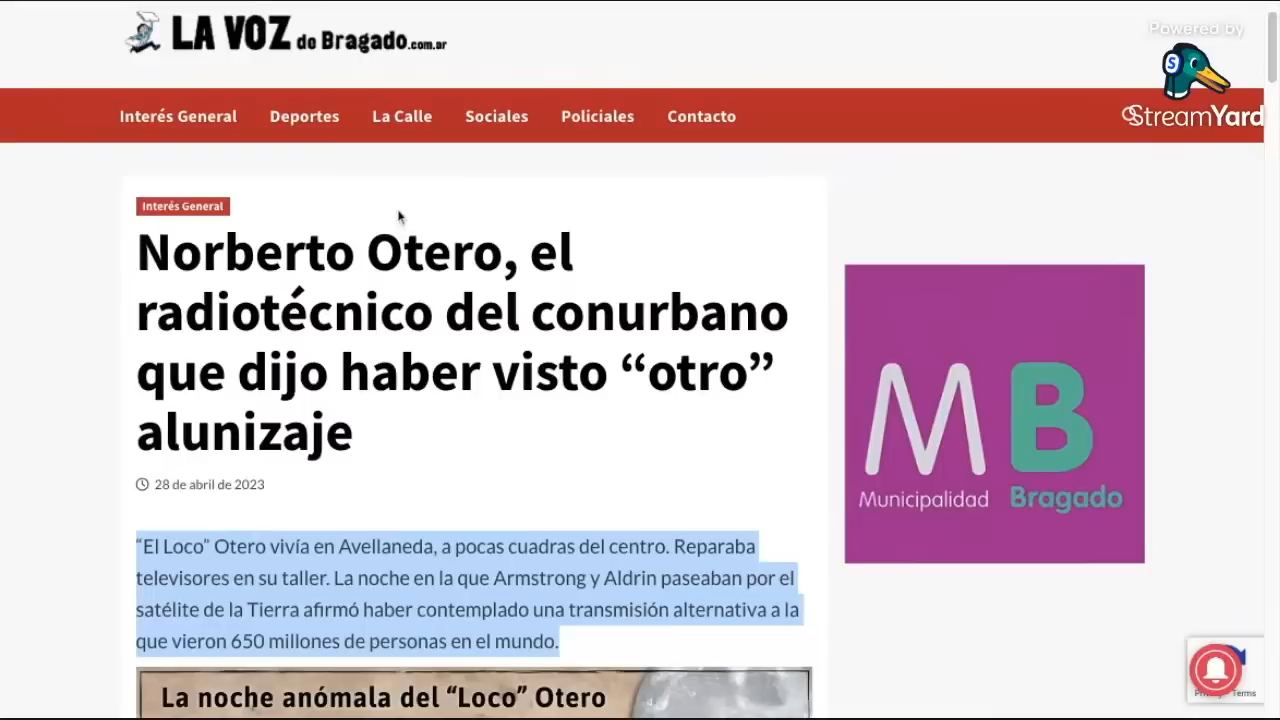 LA VOZ de Bragado.com.ar
Powered by
S
StreamYard
Interés General
Deportes
La Calle
Sociales
Policiales
Contacto
Interés General
Norberto Otero, el
radiotécnico del conurbano
que dijo haber visto “otro”
alunizaje
28 de abril de 2023
“El Loco” Otero vivía en Avellaneda, a pocas cuadras del centro. Reparaba
televisores en su taller. La noche en la que Armstrong y Aldrin paseaban por el
satélite de la Tierra afirmó haber contemplado una transmisión alternativa a la
que vieron 650 millones de personas en el mundo.
La noche anómala del “Loco” Otero
MB
Municipalidad Bragado
Terms